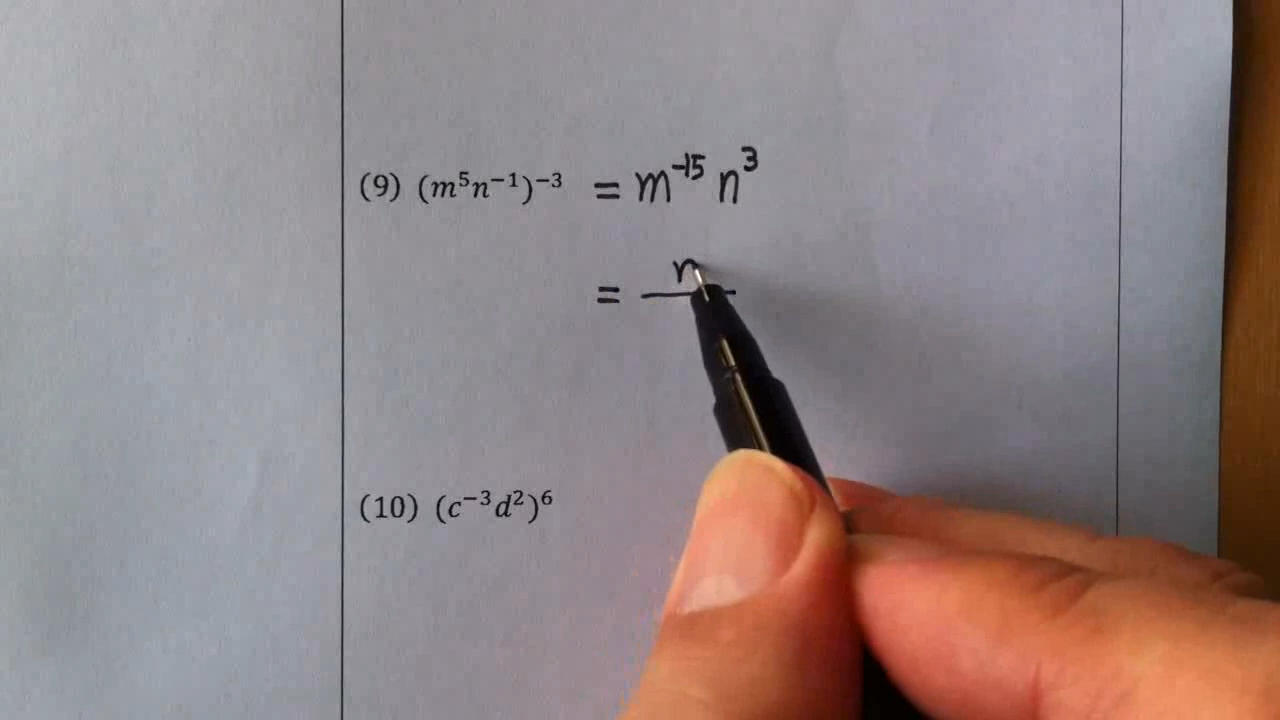 (9) (m⁵n⁻¹)⁻³ = m⁻¹⁵ n³
= n
(10) (c⁻³d²)⁶